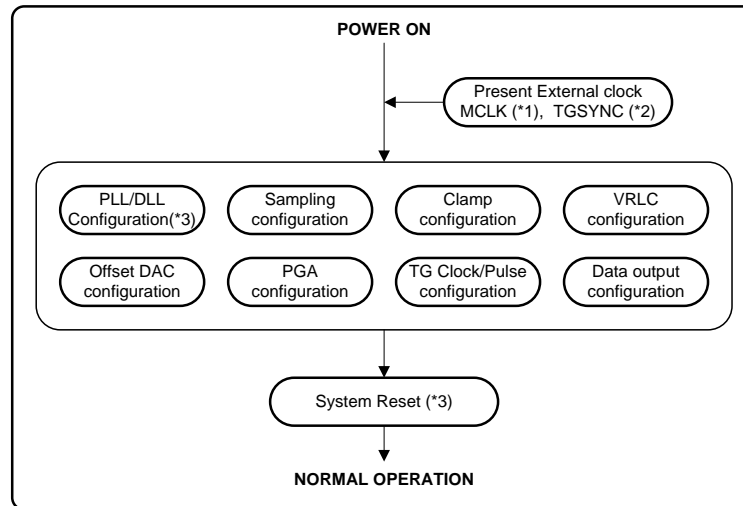 POWER ON
Present External clock
MCLK (*1), TGSYNC (*2)
PLL/DLL
Configuration(*3)
Sampling
configuration
Clamp
configuration
VRLC
configuration
Offset DAC
configuration
PGA
configuration
TG Clock/Pulse
configuration
Data output
configuration
System Reset (*3)
NORMAL OPERATION